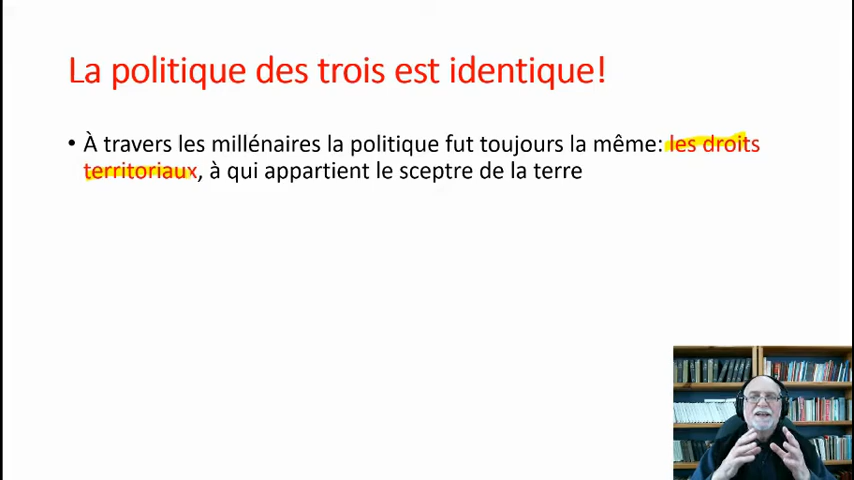 La politique des trois est identique!
• À travers les millénaires la politique fut toujours la même: les droits
territoriaux, à qui appartient le sceptre de la terre